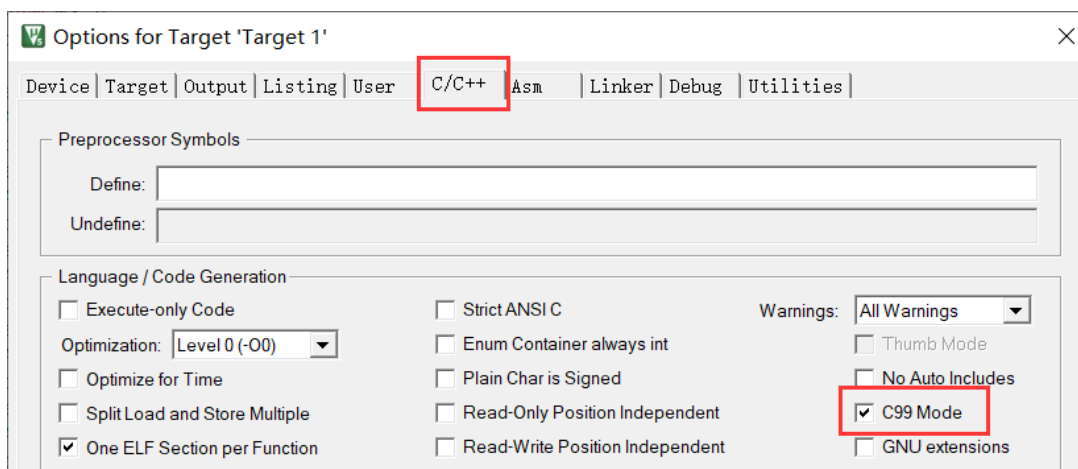 Options for Target 'Target 1'
Device Target Output Listing User C/C++ Asm Linker Debug Utilities
Preprocessor Symbols
Define:
Undefine:
Language / Code Generation
Execute-only Code Strict ANSI C Warnings: All Warnings
Optimization: Level 0 (-O0) Enum Container always int Thumb Mode
Optimize for Time Plain Char is Signed No Auto Includes
Split Load and Store Multiple Read-Only Position Independent C99 Mode
One ELF Section per Function Read-Write Position Independent GNU extensions